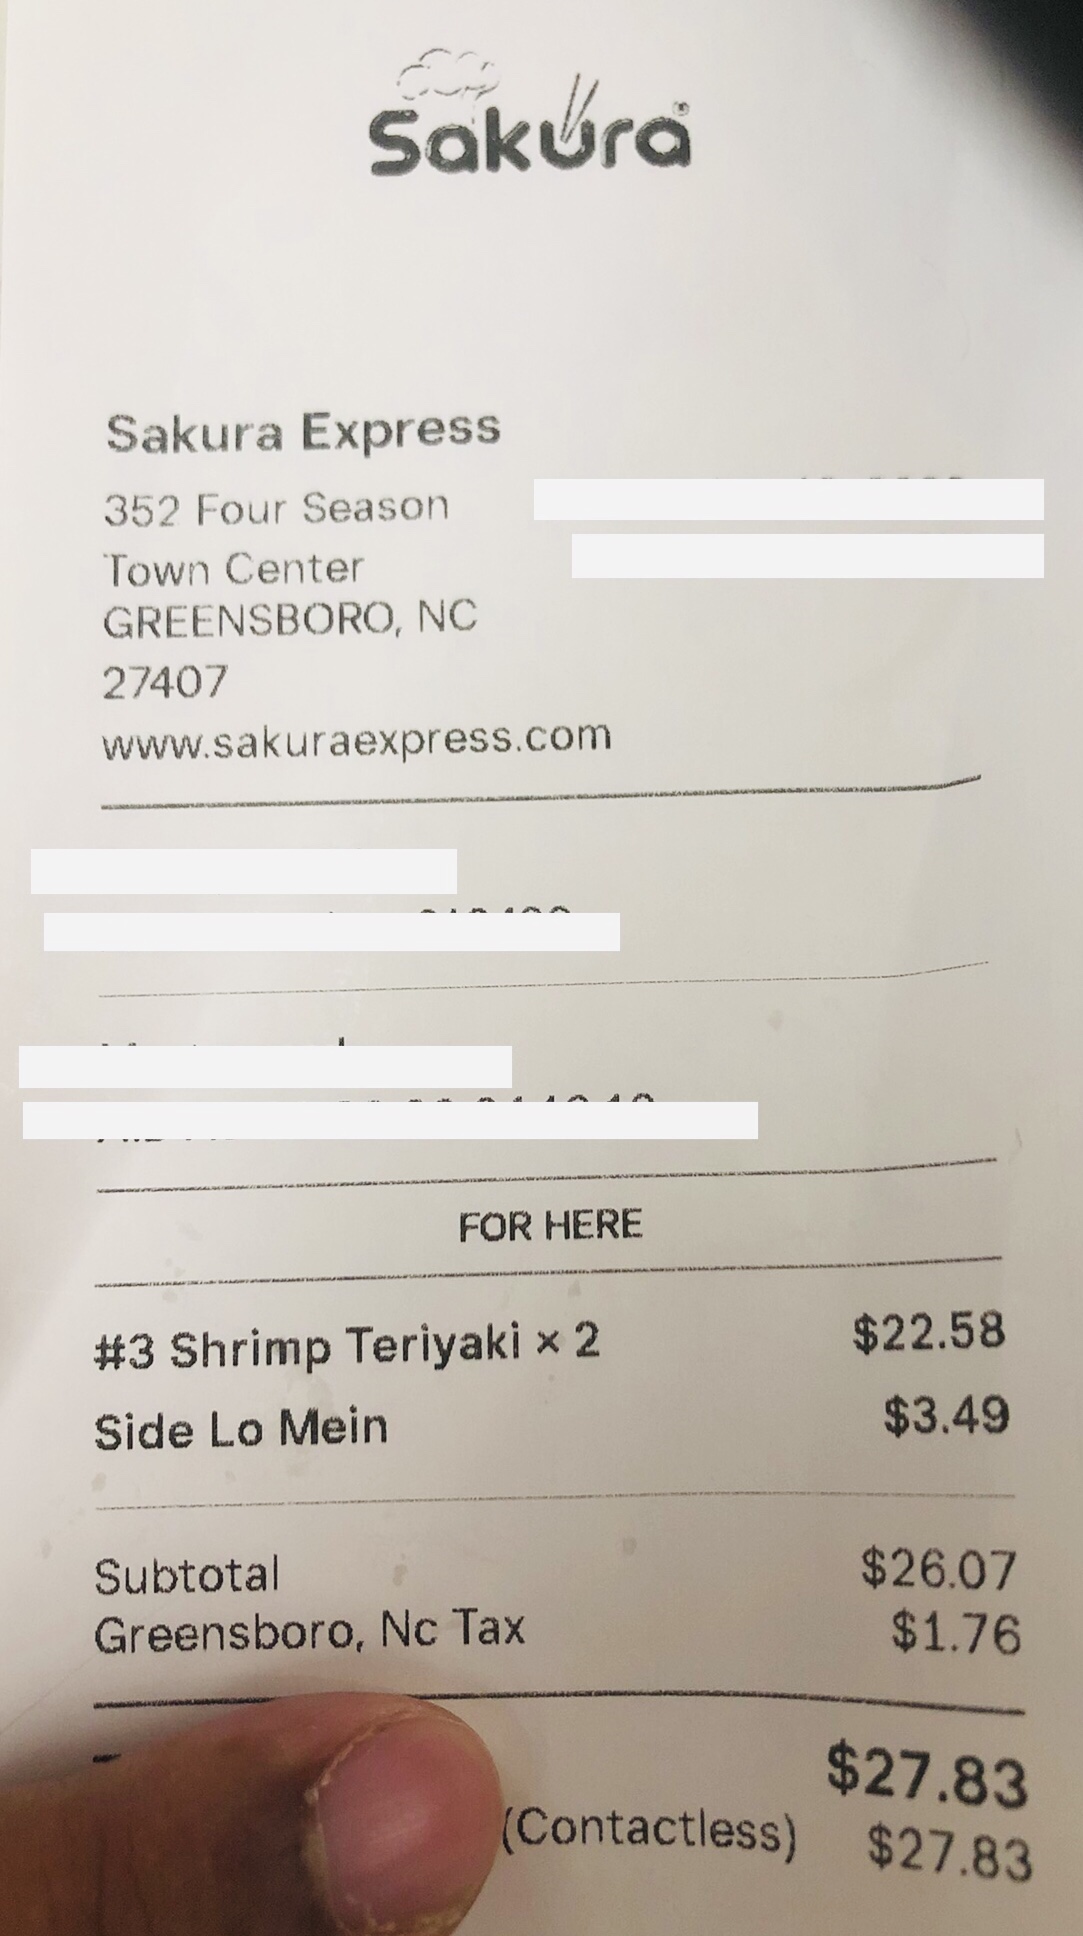 Sakura
Sakura Express
352 Four Season
Town Center
GREENSBORO, NC
27407
www.sakuraexpress.com
FOR HERE
#3 Shrimp Teriyaki × 2 $22.58
Side Lo Mein $3.49
Subtotal $26.07
Greensboro, Nc Tax $1.76
$27.83
(Contactless) $27.83